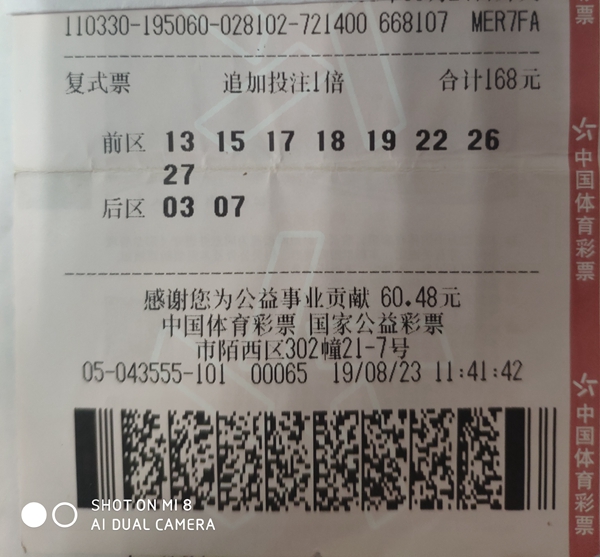 110330-195060-028102-721400 668107 MER7FA
复式票 追加投注1倍 合计168元
前区 13 15 17 18 19 22 26
27
后区 03 07
感谢您为公益事业贡献 60.48元
中国体育彩票 国家公益彩票
市陌西区302幢21-7号
05-043555-101 00065 19/08/23 11:41:42
票
中国体育彩票
中国体育彩票
SHOT ON MI 8
AI DUAL CAMERA